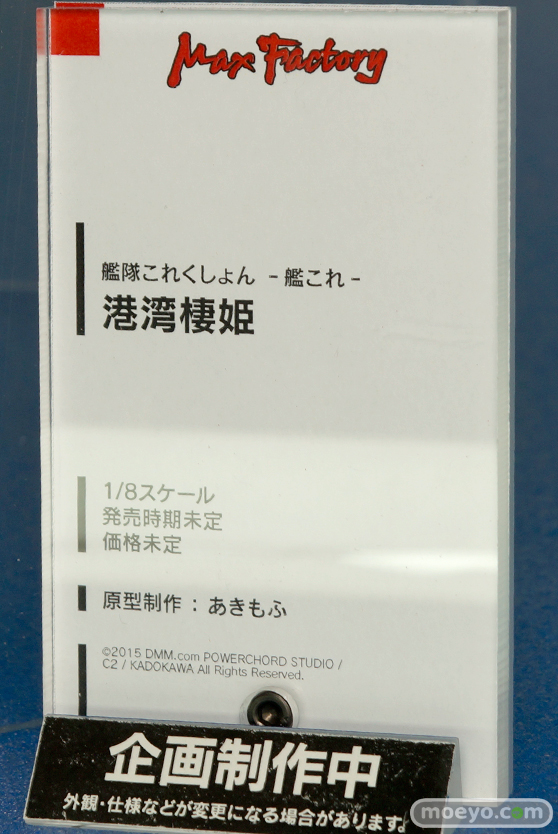 Max Factory
艦隊これくしょん -艦これ-
港湾棲姫
1/8スケール
発売時期未定
価格未定
原型制作：あきもふ
©2015 DMM.com POWERCHORD STUDIO /
C2 / KADOKAWA All Rights Reserved.
企画制作中
外観・仕様などが変更になる場合があります。
moeyo.com